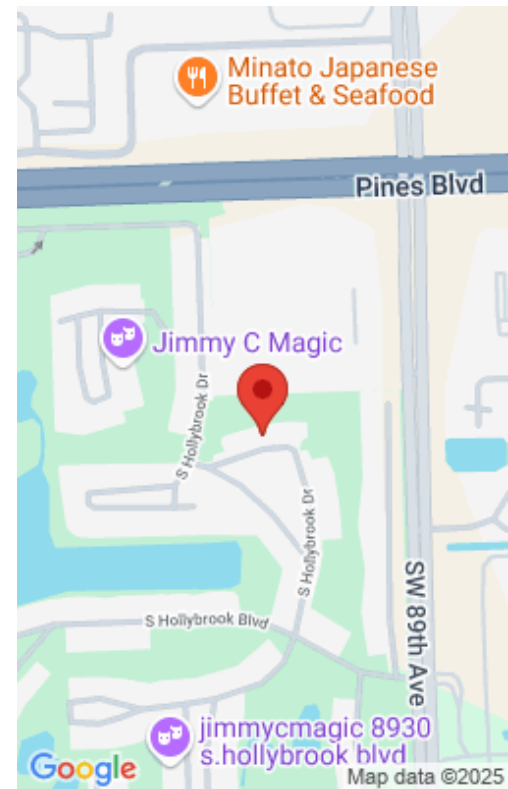 Minato Japanese
Buffet & Seafood
Pines Blvd
Jimmy C Magic
S Hollybrook Dr
S Hollybrook Dr
S Hollybrook Blvd
SW 89th Ave
jimmycmagic 8930
s.hollybrook blvd
Google
Map data ©2025